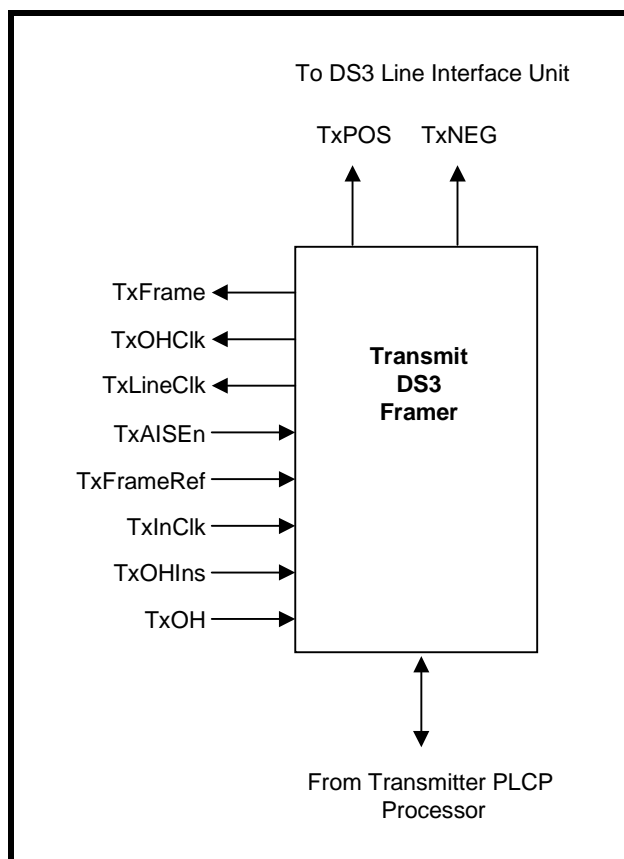 To DS3 Line Interface Unit
TxPOS TxNEG
TxFrame
TxOHClk
TxLineClk
TxAISEn
TxFrameRef
TxInClk
TxOHIns
TxOH
Transmit
DS3
Framer
From Transmitter PLCP
Processor